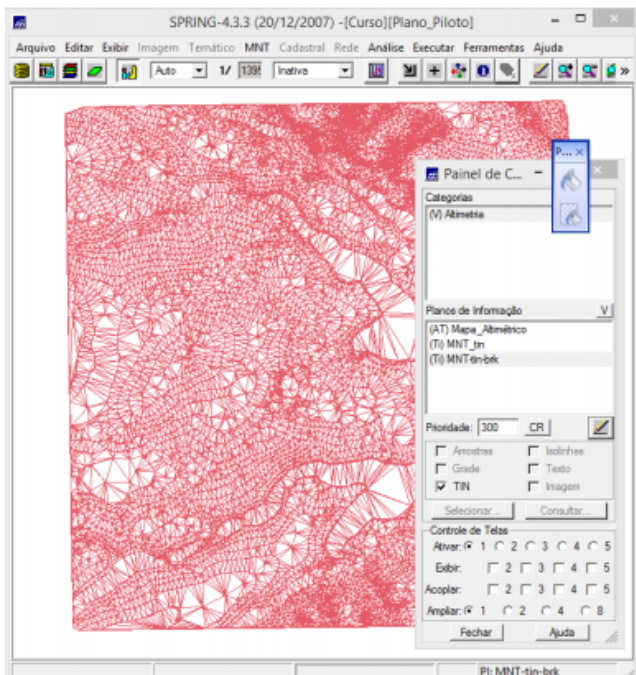 SPRING-4.3.3 (20/12/2007) -[Curso][Plano_Piloto]
Arquivo Editar Exibir Imagem Temático MNT Cadastral Rede Análise Executar Ferramentas Ajuda
Auto 1/ Inativa
P...
Painel de C...
Categorias
(V) Altimetria
Planos de Informação V
(AT) Mapa_Altimétrico
(Ti) MNT_tin
(Ti) MNT-tin-brk
Prioridade: 300 CR
Amostras Isolinhas
Grade Texto
TIN Imagem
Selecionar... Consultar...
Controle de Telas
Ativar: 1 2 3 4 5
Exibir: 2 3 4 5
Acoplar: 2 3 4 5
Ampliar: 1 2 4 8
Fechar Ajuda
PI: MNT-tin-brk